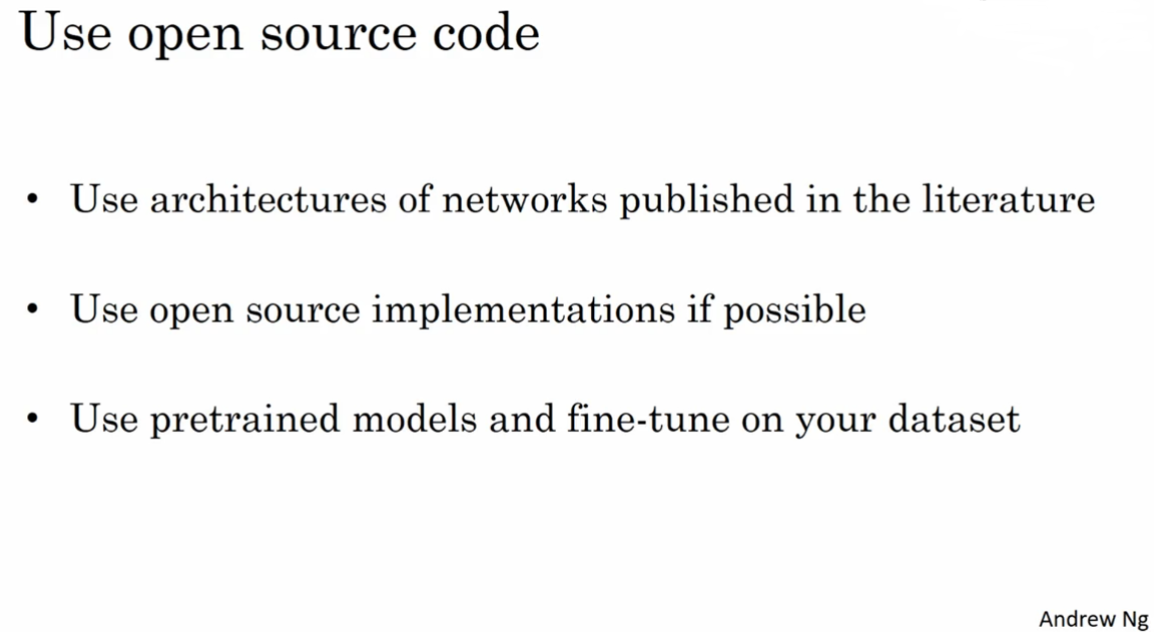 Use open source code
• Use architectures of networks published in the literature
• Use open source implementations if possible
• Use pretrained models and fine-tune on your dataset
Andrew Ng